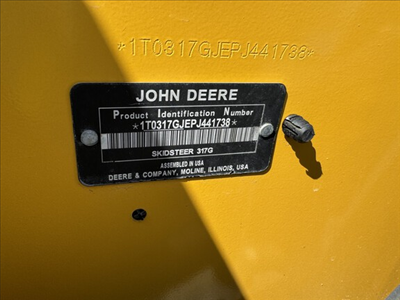 *1T0317GJEPJ441738*
JOHN DEERE
Product Identification Number
*1T0317GJEPJ441738*
SKIDSTEER 317G
ASSEMBLED IN USA
DEERE & COMPANY, MOLINE, ILLINOIS, USA